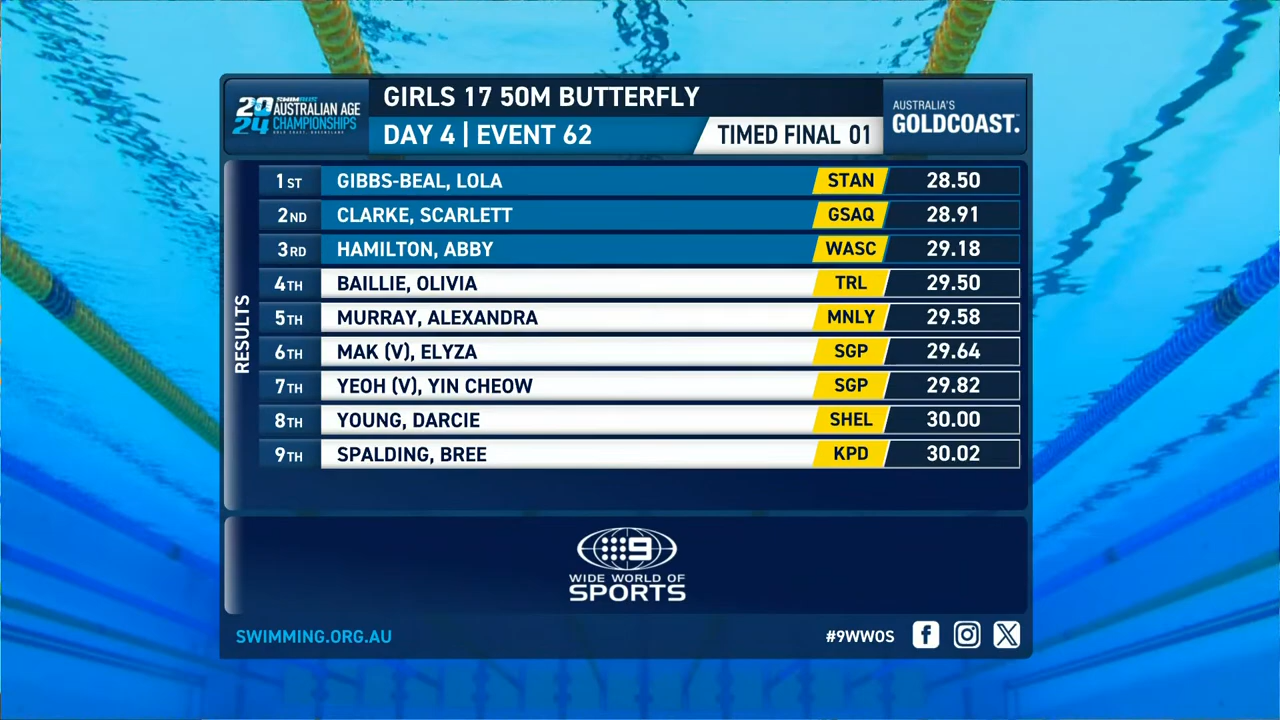 GIRLS 17 50M BUTTERFLY
DAY 4 | EVENT 62 TIMED FINAL 01
2024 AUSTRALIAN AGE CHAMPIONSHIPS
AUSTRALIA'S
GOLDCOAST.
RESULTS
1ST GIBBS-BEAL, LOLA STAN 28.50
2ND CLARKE, SCARLETT GSAQ 28.91
3RD HAMILTON, ABBY WASC 29.18
4TH BAILLIE, OLIVIA TRL 29.50
5TH MURRAY, ALEXANDRA MNLY 29.58
6TH MAK (V), ELYZA SGP 29.64
7TH YEOH (V), YIN CHEOW SGP 29.82
8TH YOUNG, DARCIE SHEL 30.00
9TH SPALDING, BREE KPD 30.02
9
WIDE WORLD OF
SPORTS
SWIMMING.ORG.AU #9WWOS